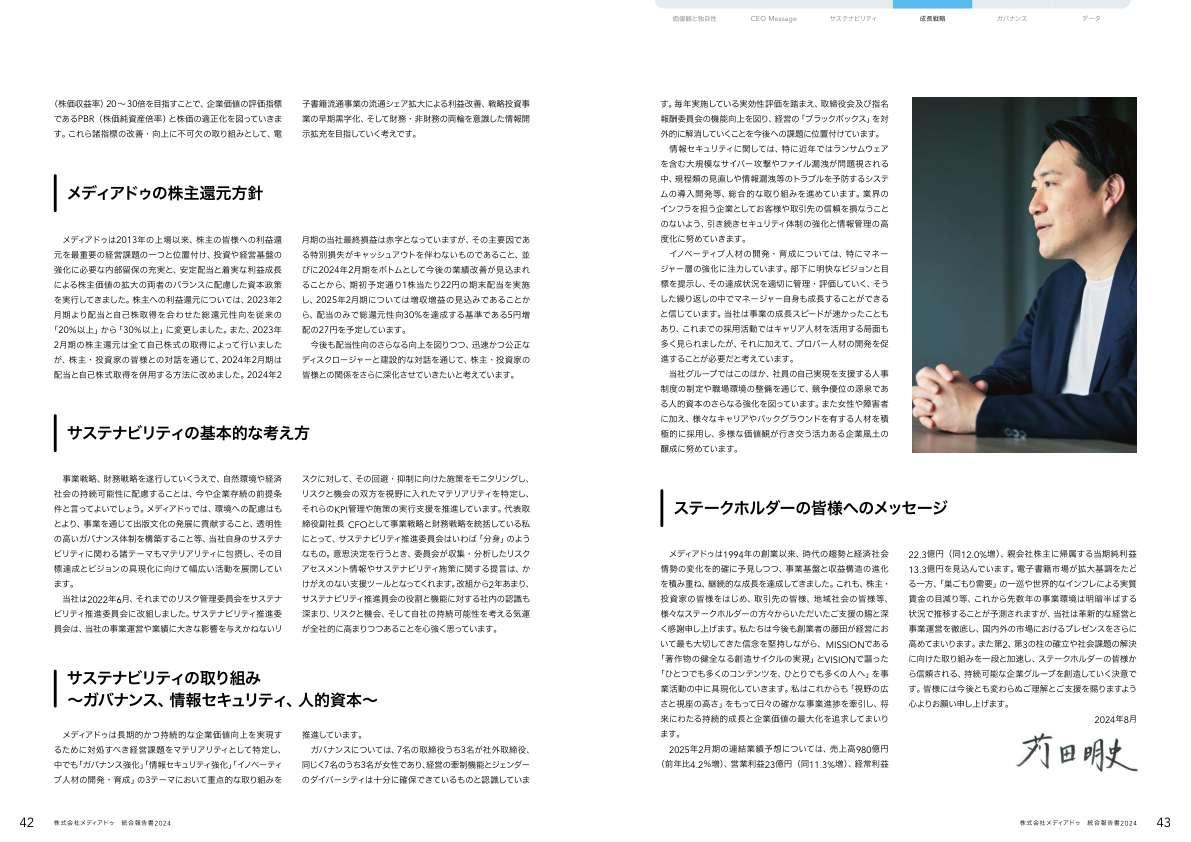 価値観と独自性
CEO Message
サステナビリティ
成長戦略
ガバナンス
データ
（株価収益率）20〜30倍を目指すことで、企業価値の評価指標
であるPBR（株価純資産倍率）と株価の適正化を図っていきま
す。これら諸指標の改善・向上に不可欠の取り組みとして、電
子書籍流通事業の流通シェア拡大による利益改善、戦略投資事
業の早期黒字化、そして財務・非財務の両輪を意識した情報開
示拡充を目指していく考えです。
メディアドゥの株主還元方針
メディアドゥは2013年の上場以来、株主の皆様への利益還
元を最重要の経営課題の一つと位置付け、投資や経営基盤の
強化に必要な内部留保の充実と、安定配当と着実な利益成長
による株主価値の拡大の両者のバランスに配慮した資本政策
を実行してきました。株主への利益還元については、2023年2
月期より配当と自己株取得を合わせた総還元性向を従来の
「20%以上」から「30%以上」に変更しました。また、2023年
2月期の株主還元は全て自己株式の取得によって行いました
が、株主・投資家の皆様との対話を通じて、2024年2月期は
配当と自己株式取得を併用する方法に改めました。2024年2
月期の当社最終損益は赤字となっていますが、その主要因であ
る特別損失がキャッシュアウトを伴わないものであること、並
びに2024年2月期をボトムとして今後の業績改善が見込まれ
ることから、期初予定通り1株当たり22円の期末配当を実施
し、2025年2月期については増収増益の見込みであることか
ら、配当のみで総還元性向30%を達成する基準である5円増
配の27円を予定しています。
今後も配当性向のさらなる向上を図りつつ、迅速かつ公正な
ディスクロージャーと建設的な対話を通じて、株主・投資家の
皆様との関係をさらに深化させていきたいと考えています。
サステナビリティの基本的な考え方
事業戦略、財務戦略を遂行していくうえで、自然環境や経済
社会の持続可能性に配慮することは、今や企業存続の前提条
件と言ってよいでしょう。メディアドゥでは、環境への配慮はも
とより、事業を通じて出版文化の発展に貢献すること、透明性
の高いガバナンス体制を構築すること等、当社自身のサステナ
ビリティに関わる諸テーマもマテリアリティに包摂し、その目
標達成とビジョンの具現化に向けて幅広い活動を展開してい
ます。
当社は2022年6月、それまでのリスク管理委員会をサステナ
ビリティ推進委員会に改組しました。サステナビリティ推進委
員会は、当社の事業運営や業績に大きな影響を与えかねないリ
スクに対して、その回避・抑制に向けた施策をモニタリングし、
リスクと機会の双方を視野に入れたマテリアリティを特定し、
それらのKPI管理や施策の実行支援を推進しています。代表取
締役副社長 CFOとして事業戦略と財務戦略を統括している私
にとって、サステナビリティ推進委員会はいわば「分身」のよう
なもの。意思決定を行うとき、委員会が収集・分析したリスク
アセスメント情報やサステナビリティ施策に関する提言は、か
けがえのない支援ツールとなってくれます。改組から2年あまり、
サステナビリティ推進員会の役割と機能に対する社内の認識も
深まり、リスクと機会、そして自社の持続可能性を考える気運
が全社的に高まりつつあることを心強く思っています。
サステナビリティの取り組み
〜ガバナンス、情報セキュリティ、人的資本〜
メディアドゥは長期的かつ持続的な企業価値向上を実現す
るために対処すべき経営課題をマテリアリティとして特定し、
中でも「ガバナンス強化」「情報セキュリティ強化」「イノベーティ
ブ人材の開発・育成」の3テーマにおいて重点的な取り組みを
推進しています。
ガバナンスについては、7名の取締役うち3名が社外取締役、
同じく7名のうち3名が女性であり、経営の牽制機能とジェンダー
のダイバーシティは十分に確保できているものと認識していま
す。毎年実施している実効性評価を踏まえ、取締役会及び指名
報酬委員会の機能向上を図り、経営の「ブラックボックス」を対
外的に解消していくことを今後への課題に位置付けています。
情報セキュリティに関しては、特に近年ではランサムウェア
を含む大規模なサイバー攻撃やファイル漏洩が問題視される
中、規程類の見直しや情報漏洩等のトラブルを予防するシステ
ムの導入開発等、総合的な取り組みを進めています。業界の
インフラを担う企業としてお客様や取引先の信頼を損なうこと
のないよう、引き続きセキュリティ体制の強化と情報管理の高
度化に努めていきます。
イノベーティブ人材の開発・育成については、特にマネー
ジャー層の強化に注力しています。部下に明快なビジョンと目
標を提示し、その達成状況を適切に管理・評価していく、そう
した繰り返しの中でマネージャー自身も成長することができる
と信じています。当社は事業の成長スピードが速かったことも
あり、これまでの採用活動ではキャリア人材を活用する局面も
多く見られましたが、それに加えて、プロパー人材の開発を促
進することが必要だと考えています。
当社グループではこのほか、社員の自己実現を支援する人事
制度の制定や職場環境の整備を通じて、競争優位の源泉であ
る人的資本のさらなる強化を図っています。また女性や障害者
に加え、様々なキャリアやバックグラウンドを有する人材を積
極的に採用し、多様な価値観が行き交う活力ある企業風土の
醸成に努めています。
ステークホルダーの皆様へのメッセージ
メディアドゥは1994年の創業以来、時代の趨勢と経済社会
情勢の変化を的確に予見しつつ、事業基盤と収益構造の進化
を積み重ね、継続的な成長を達成してきました。これも、株主・
投資家の皆様をはじめ、取引先の皆様、地域社会の皆様等、
様々なステークホルダーの方々からいただいたご支援の賜と深
く感謝申し上げます。私たちは今後も創業者の藤田が経営にお
いて最も大切してきた信念を堅持しながら、MISSIONである
「著作物の健全なる創造サイクルの実現」とVISIONで謳った
「ひとつでも多くのコンテンツを、ひとりでも多くの人へ」を事
業活動の中に具現化していきます。私はこれからも「視野の広
さと視座の高さ」をもって日々の確かな事業進捗を牽引し、将
来にわたる持続的成長と企業価値の最大化を追求してまいり
ます。
2025年2月期の連結業績予想については、売上高980億円
（前年比4.2%増）、営業利益23億円（同11.3%増）、経常利益
22.3億円（同12.0%増）、親会社株主に帰属する当期純利益
13.3億円を見込んでいます。電子書籍市場が拡大基調をたど
る一方、「巣ごもり需要」の一巡や世界的なインフレによる実質
賃金の目減り等、これから先数年の事業環境は明暗半ばする
状況で推移することが予測されますが、当社は革新的な経営と
事業運営を徹底し、国内外の市場におけるプレゼンスをさらに
高めてまいります。また第2、第3の柱の確立や社会課題の解決
に向けた取り組みを一段と加速し、ステークホルダーの皆様か
ら信頼される、持続可能な企業グループを創造していく決意で
す。皆様には今後とも変わらぬご理解とご支援を賜りますよう
心よりお願い申し上げます。
2024年8月
苅田明史
42
株式会社メディアドゥ　統合報告書2024
株式会社メディアドゥ　統合報告書2024
43